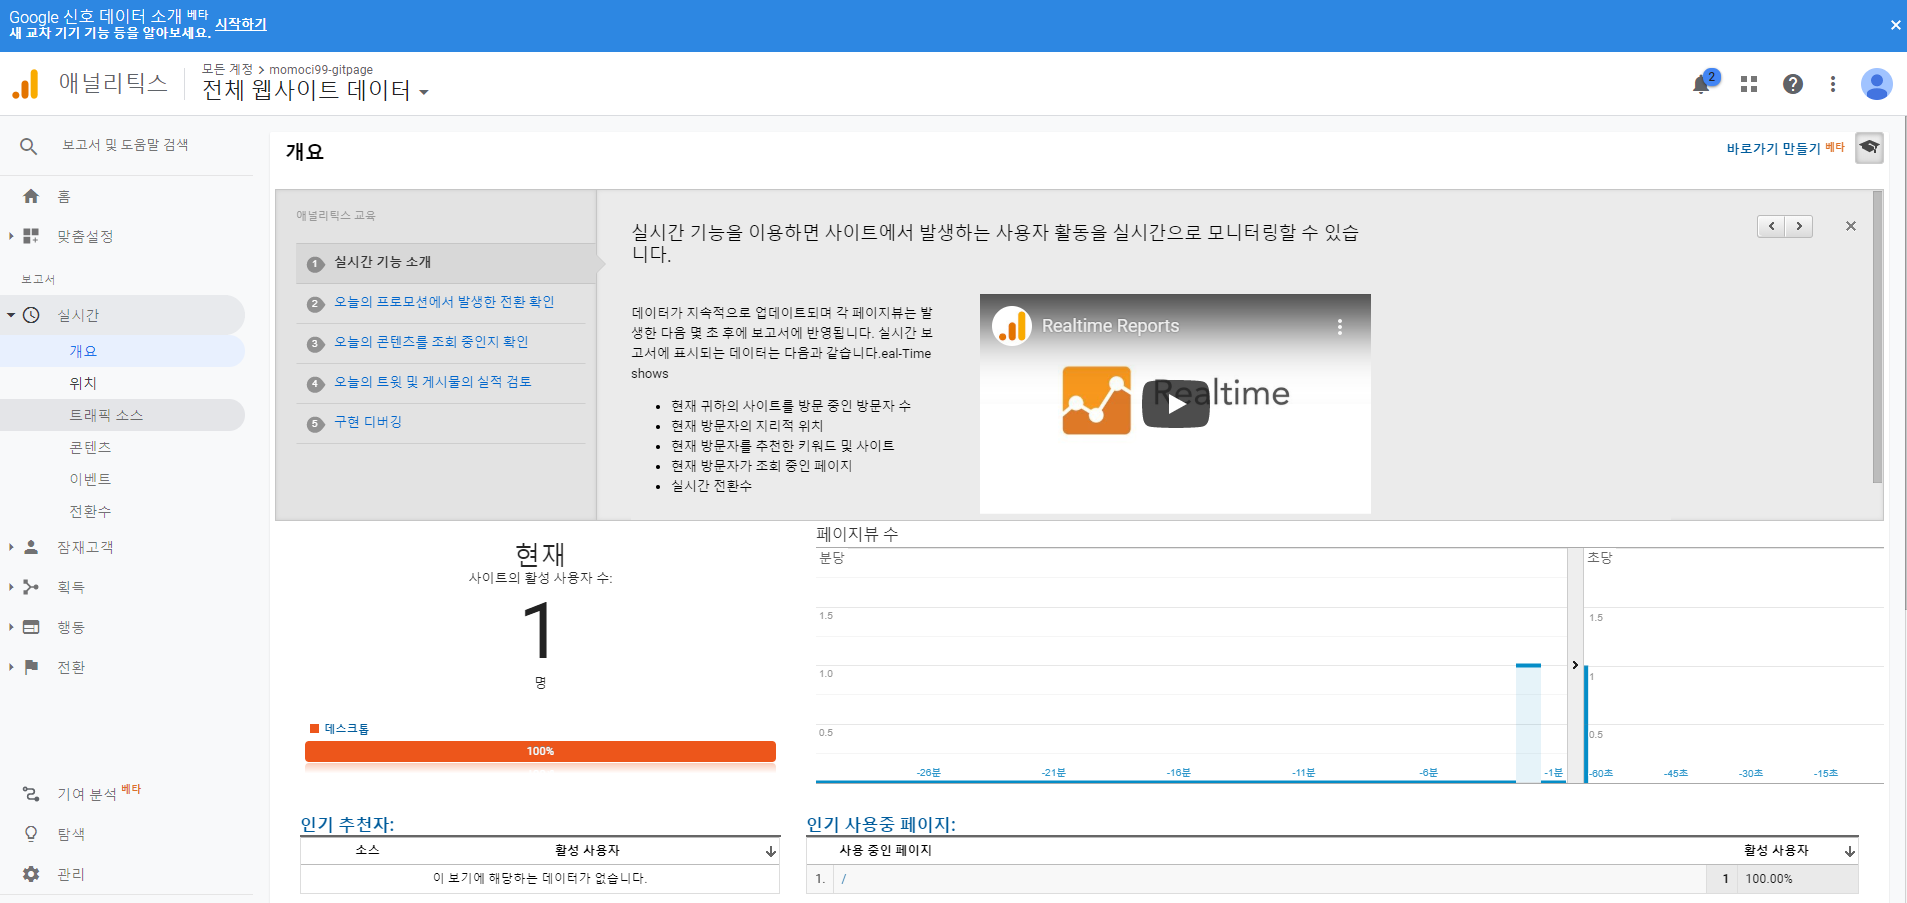 Google 신호 데이터 소개 베타
새 교차 기기 기능 등을 알아보세요. 시작하기
애널리틱스
모든 계정 > momoci99-gitpage
전체 웹사이트 데이터
2
보고서 및 도움말 검색
홈
맞춤설정
보고서
실시간
개요
위치
트래픽 소스
콘텐츠
이벤트
전환수
잠재고객
획득
행동
전환
기여 분석 베타
탐색
관리
개요
바로가기 만들기 베타
애널리틱스 교육
1 실시간 기능 소개
2 오늘의 프로모션에서 발생한 전환 확인
3 오늘의 콘텐츠를 조회 중인지 확인
4 오늘의 트윗 및 게시물의 실적 검토
5 구현 디버깅
실시간 기능을 이용하면 사이트에서 발생하는 사용자 활동을 실시간으로 모니터링할 수 있습
니다.
데이터가 지속적으로 업데이트되며 각 페이지뷰는 발
생한 다음 몇 초 후에 보고서에 반영됩니다. 실시간 보
고서에 표시되는 데이터는 다음과 같습니다.eal-Time
shows
• 현재 귀하의 사이트를 방문 중인 방문자 수
• 현재 방문자의 지리적 위치
• 현재 방문자를 추천한 키워드 및 사이트
• 현재 방문자가 조회 중인 페이지
• 실시간 전환수
Realtime Reports
Realtime
현재
사이트의 활성 사용자 수:
1
명
데스크톱
100%
페이지뷰 수
분당
1.5
1.0
0.5
-26분 -21분 -16분 -11분 -6분 -1분
초당
1.5
1
0.5
-60초 -45초 -30초 -15초
인기 추천자:
소스 활성 사용자
이 보기에 해당하는 데이터가 없습니다.
인기 사용중 페이지:
사용 중인 페이지 활성 사용자
1. / 1 100.00%